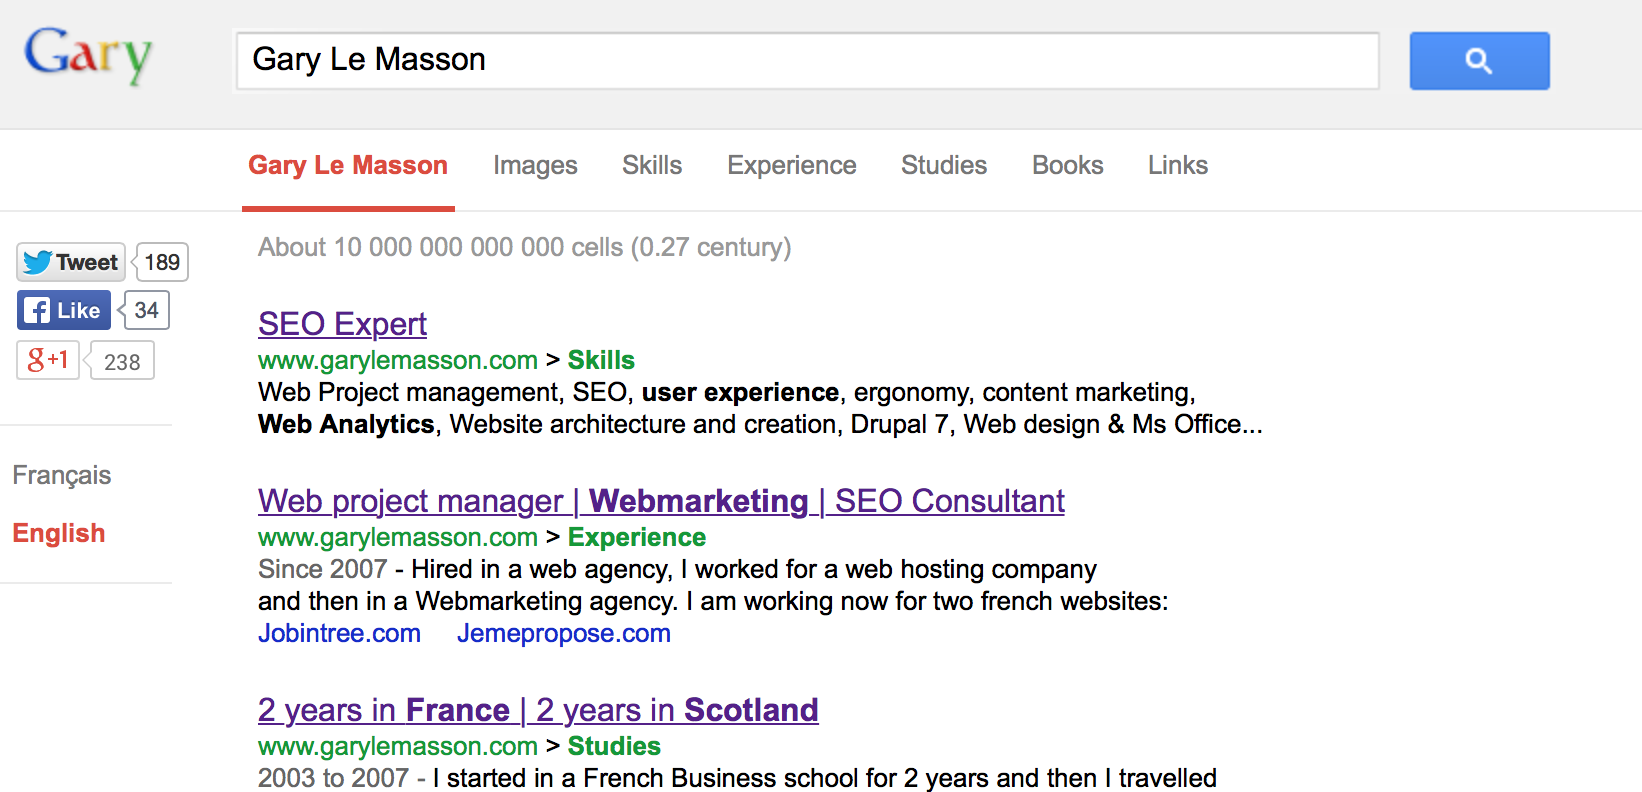 Gary
Gary Le Masson
Gary Le Masson Images Skills Experience Studies Books Links
Tweet 189
Like 34
g+1 238
Français
English
About 10 000 000 000 000 cells (0.27 century)
SEO Expert
www.garylemasson.com > Skills
Web Project management, SEO, user experience, ergonomy, content marketing,
Web Analytics, Website architecture and creation, Drupal 7, Web design & Ms Office...
Web project manager | Webmarketing | SEO Consultant
www.garylemasson.com > Experience
Since 2007 - Hired in a web agency, I worked for a web hosting company
and then in a Webmarketing agency. I am working now for two french websites:
Jobintree.com Jemepropose.com
2 years in France | 2 years in Scotland
www.garylemasson.com > Studies
2003 to 2007 - I started in a French Business school for 2 years and then I travelled